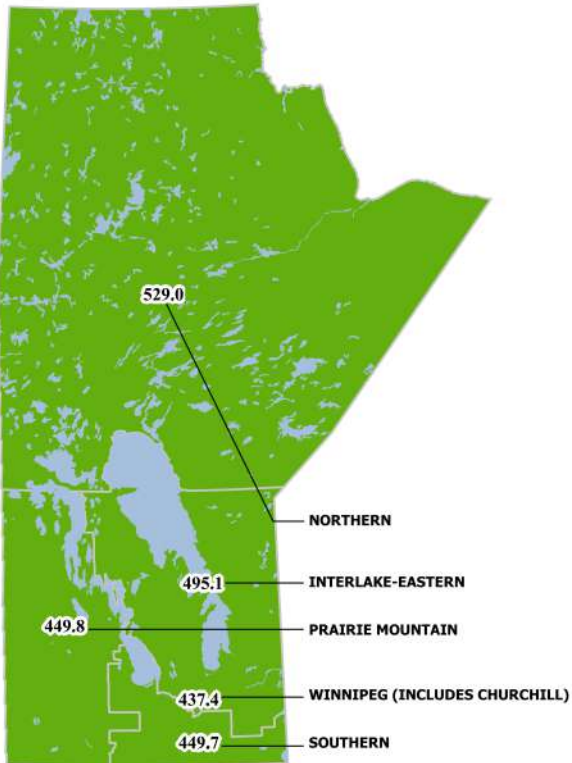 529.0
NORTHERN
495.1
INTERLAKE-EASTERN
449.8
PRAIRIE MOUNTAIN
437.4
WINNIPEG (INCLUDES CHURCHILL)
449.7
SOUTHERN